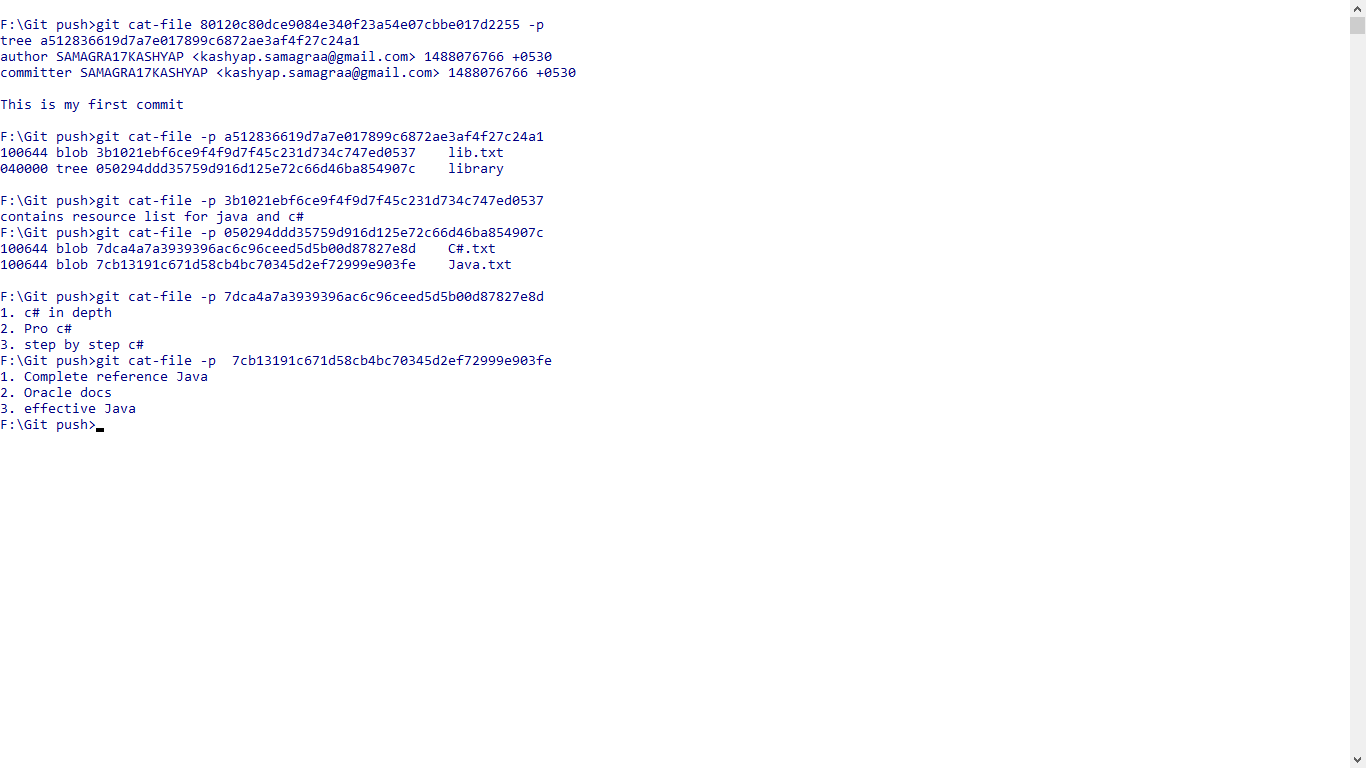 F:\Git push>git cat-file 80120c80dce9084e340f23a54e07cbbe017d2255 -p
tree a512836619d7a7e017899c6872ae3af4f27c24a1
author SAMAGRA17KASHYAP <kashyap.samagraa@gmail.com> 1488076766 +0530
committer SAMAGRA17KASHYAP <kashyap.samagraa@gmail.com> 1488076766 +0530
This is my first commit
F:\Git push>git cat-file -p a512836619d7a7e017899c6872ae3af4f27c24a1
100644 blob 3b1021ebf6ce9f4f9d7f45c231d734c747ed0537    lib.txt
040000 tree 050294ddd35759d916d125e72c66d46ba854907c    library
F:\Git push>git cat-file -p 3b1021ebf6ce9f4f9d7f45c231d734c747ed0537
contains resource list for java and c#
F:\Git push>git cat-file -p 050294ddd35759d916d125e72c66d46ba854907c
100644 blob 7dca4a7a3939396ac6c96ceed5d5b00d87827e8d    C#.txt
100644 blob 7cb13191c671d58cb4bc70345d2ef72999e903fe    Java.txt
F:\Git push>git cat-file -p 7dca4a7a3939396ac6c96ceed5d5b00d87827e8d
1. c# in depth
2. Pro c#
3. step by step c#
F:\Git push>git cat-file -p  7cb13191c671d58cb4bc70345d2ef72999e903fe
1. Complete reference Java
2. Oracle docs
3. effective Java
F:\Git push>